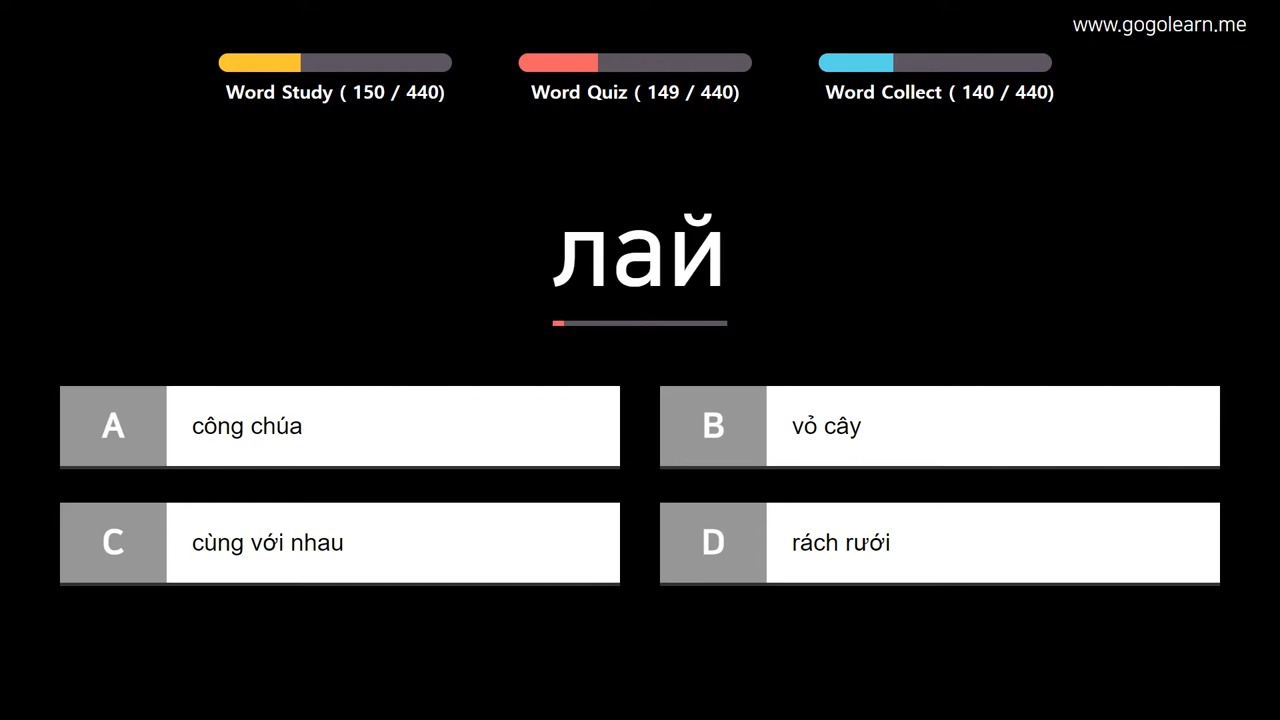 www.gogolearn.me
Word Study ( 150 / 440)
Word Quiz ( 149 / 440)
Word Collect ( 140 / 440)
лай
A công chúa
B vỏ cây
C cùng với nhau
D rách rưới